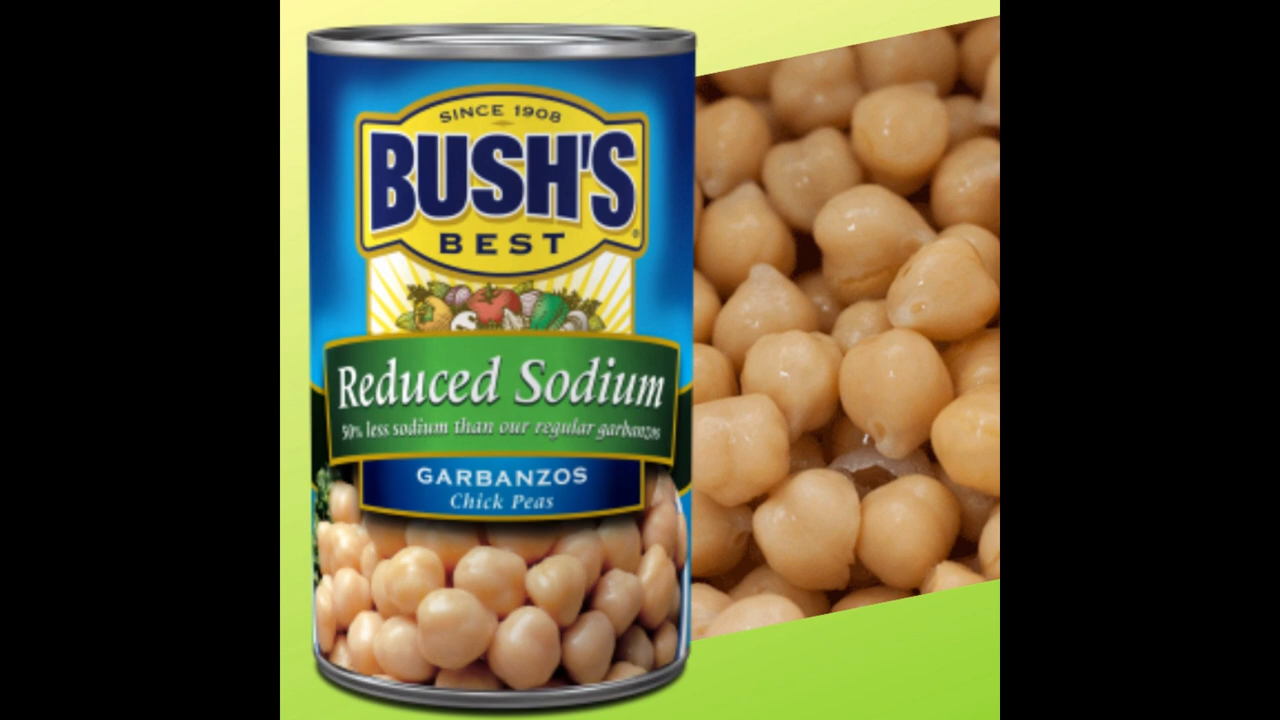 SINCE 1908
BUSH'S
BEST
Reduced Sodium
50% less sodium than our regular garbanzos
GARBANZOS
Chick Peas